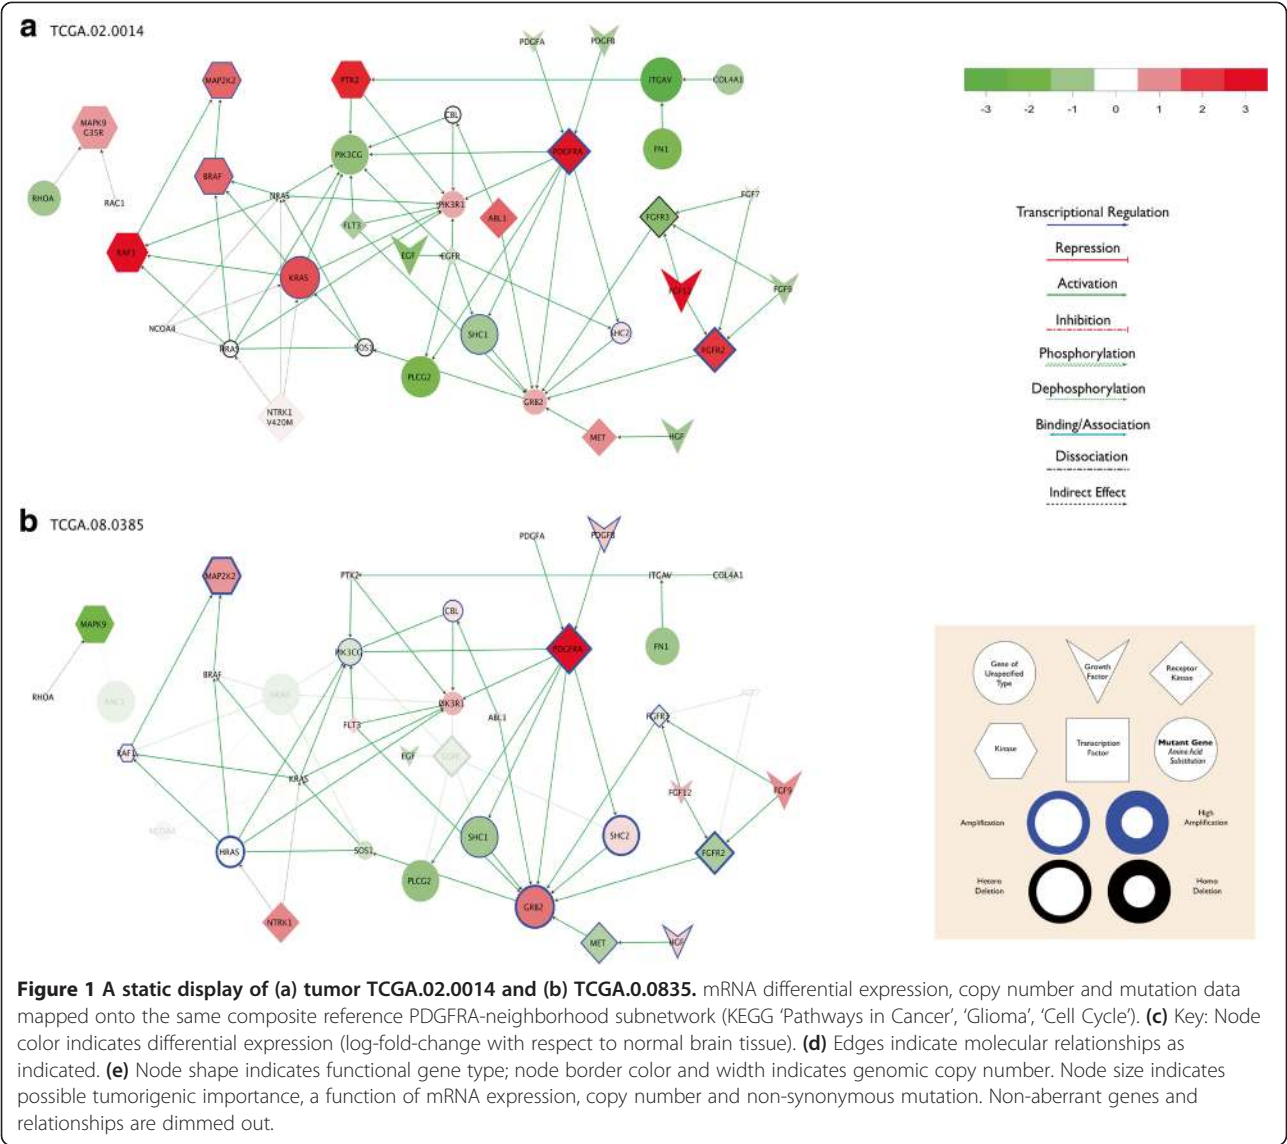 a TCGA.02.0014
PDGFA
PDGFB
MAP2K2
PTK2
ITGAV
COL4A1
-3 -2 -1 0 1 2 3
MAPK9
C35R
CBL
PIK3CG
PDGFRA
FN1
BRAF
RHOA
RAC1
NRAS
PIK3R1
ABL1
FGF7
FLT3
FGFR3
RAF1
EGF
EGFR
KRAS
FGF12
FGF9
NCOA4
HRAS
SOS1
SHC1
SHC2
FGFR2
PLCG2
GRB2
NTRK1
V420M
MET
HGF
Transcriptional Regulation
Repression
Activation
Inhibition
Phosphorylation
Dephosphorylation
Binding/Association
Dissociation
Indirect Effect
b TCGA.08.0385
PDGFA
PDGFB
MAP2K2
PTK2
ITGAV
COL4A1
MAPK9
CBL
PIK3CG
PDGFRA
FN1
BRAF
RHOA
RAC1
NRAS
PIK3R1
ABL1
FGF7
FLT3
FGFR3
RAF1
EGF
EGFR
KRAS
FGF12
FGF9
NCOA4
HRAS
SOS1
SHC1
SHC2
FGFR2
PLCG2
GRB2
NTRK1
MET
HGF
Gene of
Unspecified
Type
Growth
Factor
Receptor
Kinase
Kinase
Transcription
Factor
Mutant Gene
Amino Acid
Substitution
Amplification
High
Amplification
Hetero
Deletion
Homo
Deletion
Figure 1 A static display of (a) tumor TCGA.02.0014 and (b) TCGA.0.0835. mRNA differential expression, copy number and mutation data
mapped onto the same composite reference PDGFRA-neighborhood subnetwork (KEGG ‘Pathways in Cancer’, ‘Glioma’, ‘Cell Cycle’). (c) Key: Node
color indicates differential expression (log-fold-change with respect to normal brain tissue). (d) Edges indicate molecular relationships as
indicated. (e) Node shape indicates functional gene type; node border color and width indicates genomic copy number. Node size indicates
possible tumorigenic importance, a function of mRNA expression, copy number and non-synonymous mutation. Non-aberrant genes and
relationships are dimmed out.